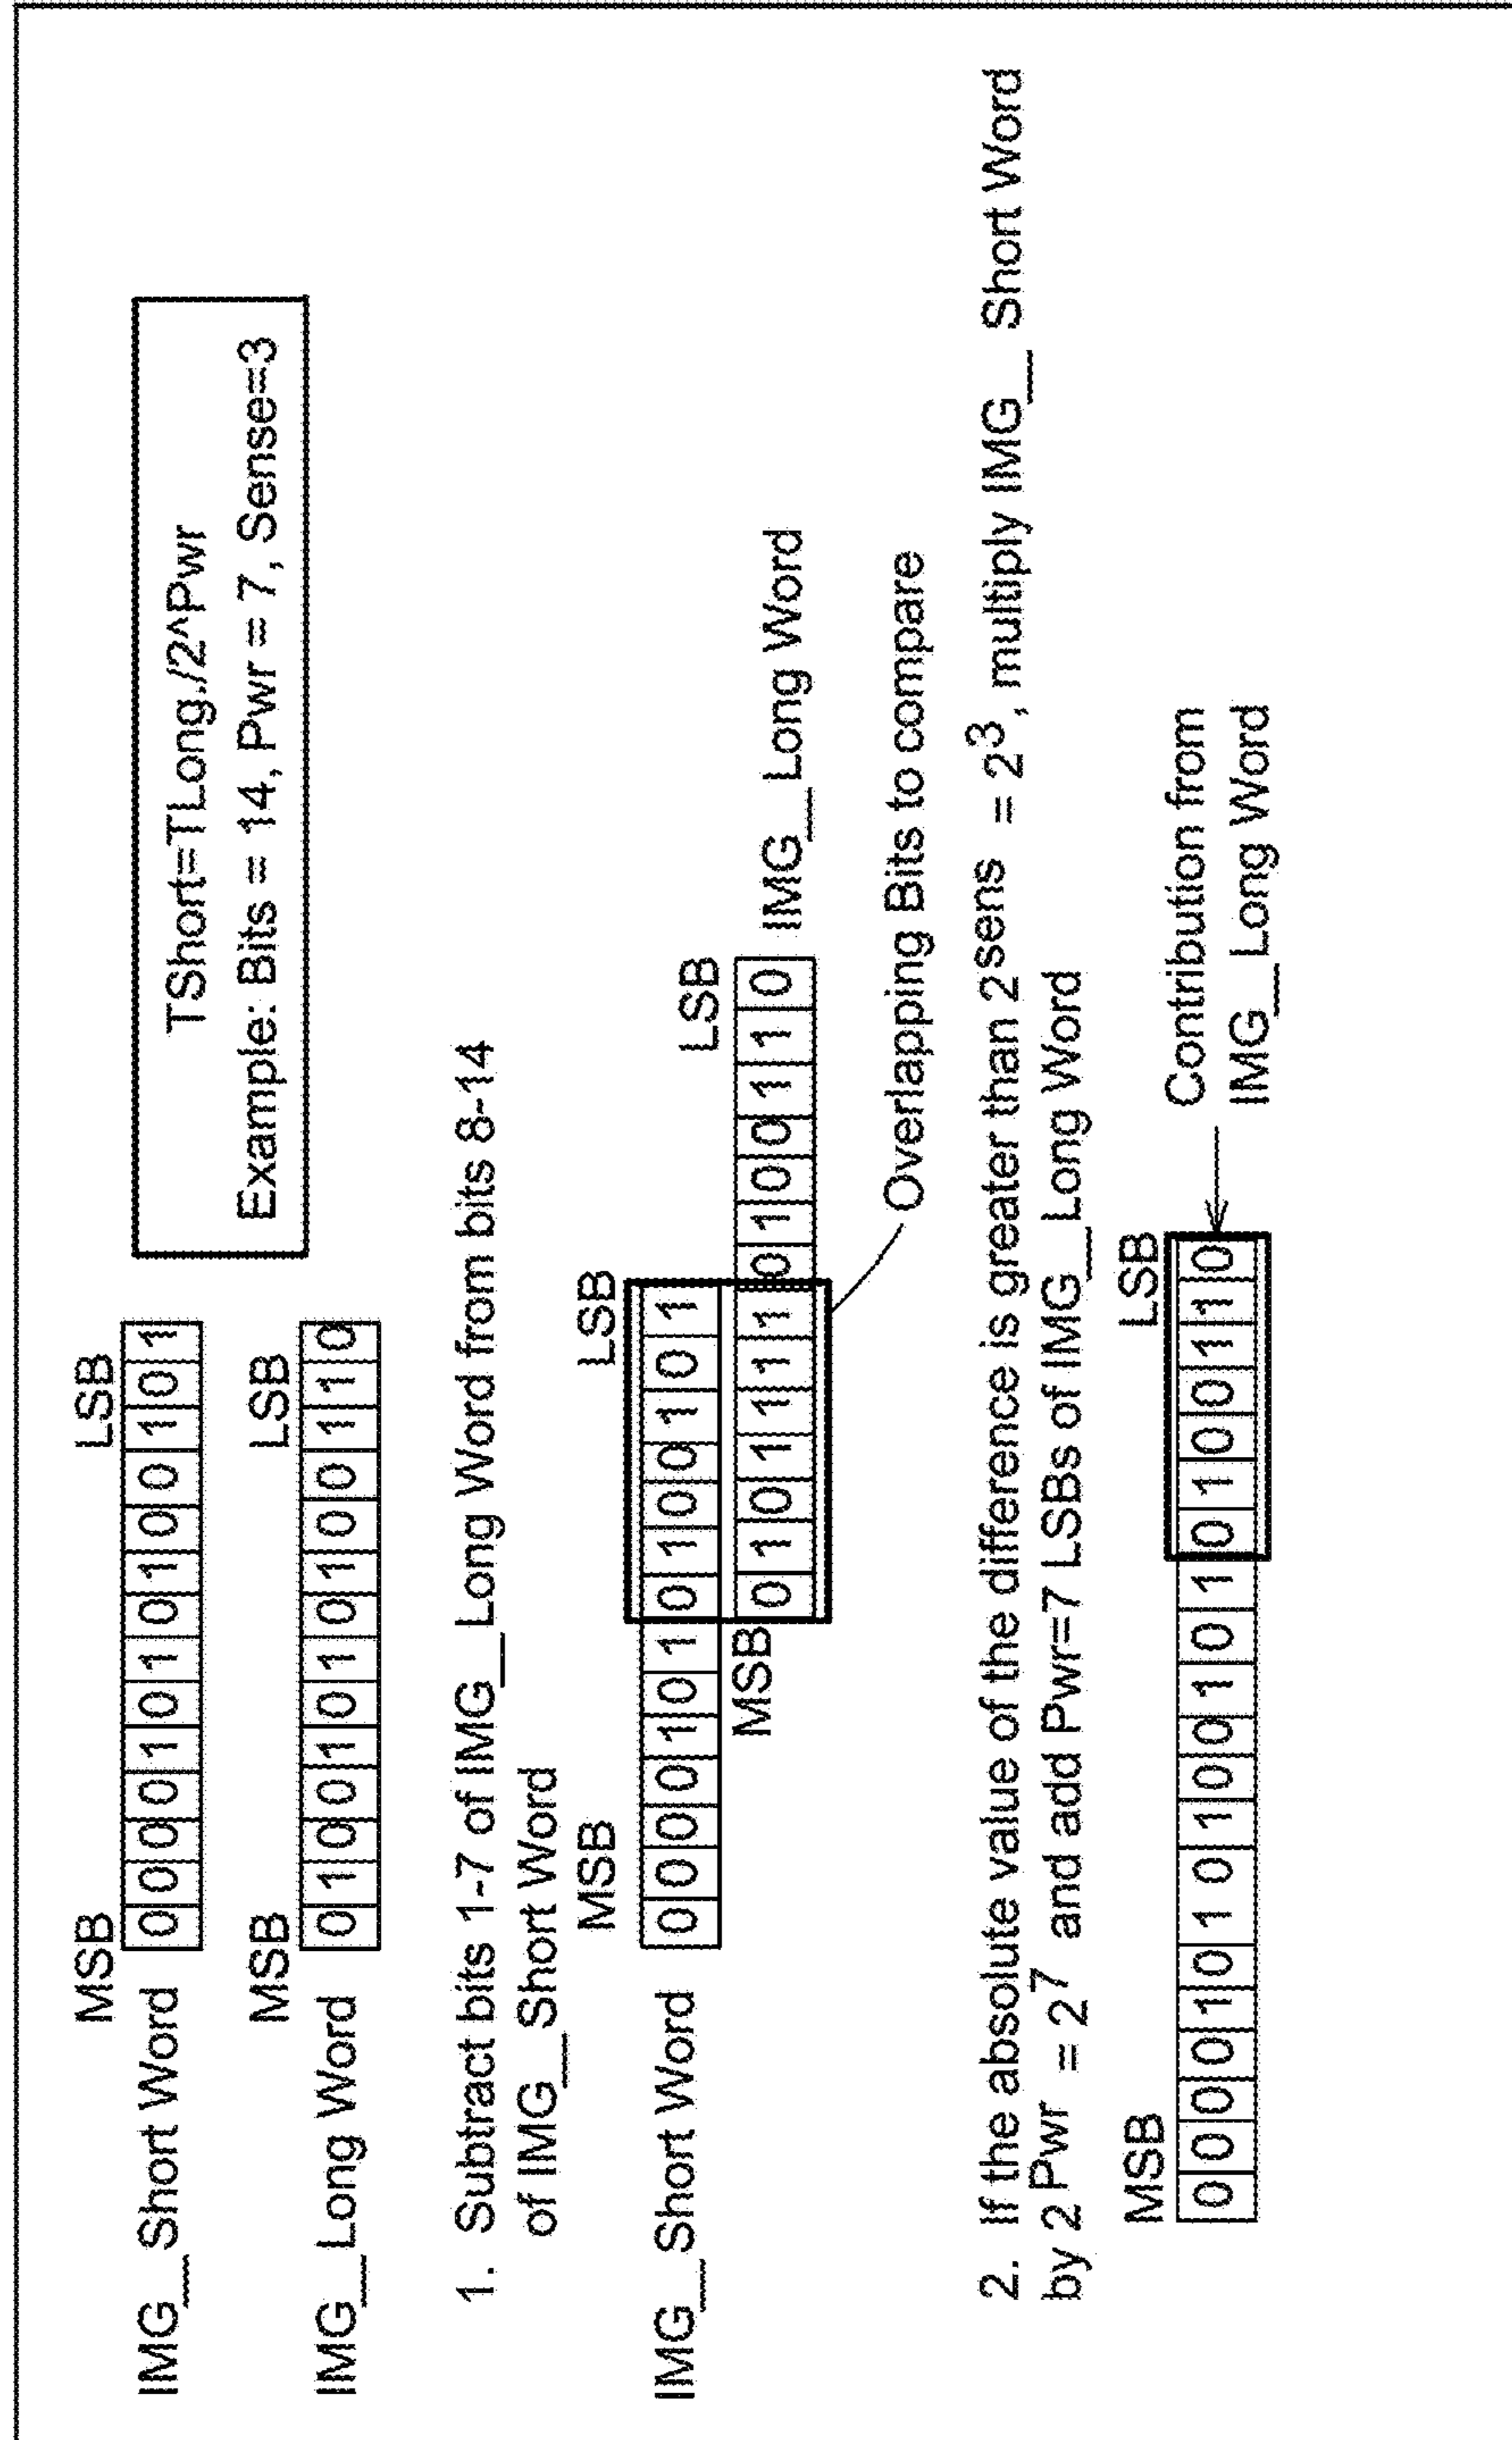 MSB LSB
IMG_Short Word 0 0 0 0 1 0 1 0 1 0 0 1 0 1
MSB LSB
IMG_Long Word 0 1 0 0 1 0 1 0 1 0 0 1 1 0
TShort=TLong./2^Pwr
Example: Bits = 14, Pwr = 7, Sense=3
1. Subtract bits 1-7 of IMG_Long Word from bits 8-14
of IMG_Short Word
MSB LSB
IMG_Short Word 0 0 0 0 1 0 1 0 1 0 0 1 0 1
MSB LSB
0 1 0 1 1 1 1 0 1 0 0 1 1 0 IMG_Long Word
Overlapping Bits to compare
2. If the absolute value of the difference is greater than 2^sens = 2^3, multiply IMG_ Short Word
by 2^Pwr = 2^7 and add Pwr=7 LSBs of IMG_Long Word
MSB LSB
0 0 0 0 1 0 1 0 1 0 0 1 0 1 0 1 0 0 1 1 0
Contribution from
IMG_Long Word